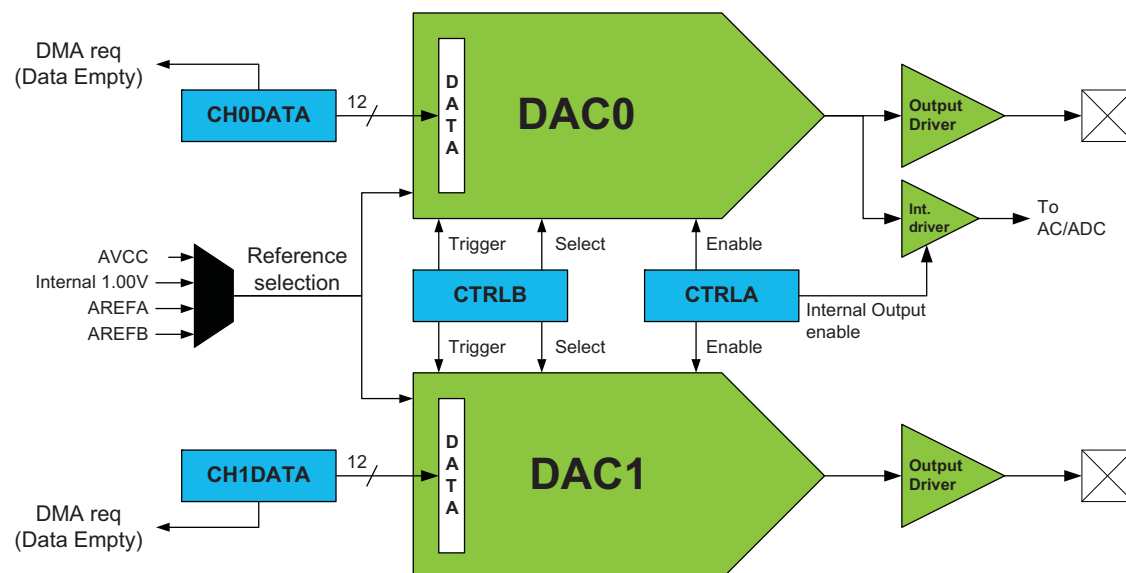 DMA req
(Data Empty)
CH0DATA
12
D
A
T
A
DAC0
Output
Driver
Int.
driver
To
AC/ADC
Trigger
Select
Enable
AVCC
Internal 1.00V
AREFA
AREFB
Reference
selection
CTRLB
CTRLA
Internal Output
enable
Trigger
Select
Enable
CH1DATA
12
D
A
T
A
DAC1
Output
Driver
DMA req
(Data Empty)